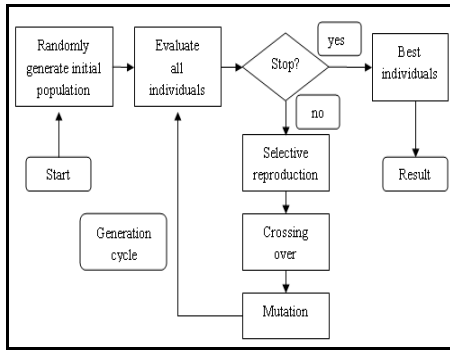 Randomly
generate initial
population
Evaluate
all
individuals
Stop?
yes
Best
individuals
no
Start
Selective
reproduction
Result
Generation
cycle
Crossing
over
Mutation